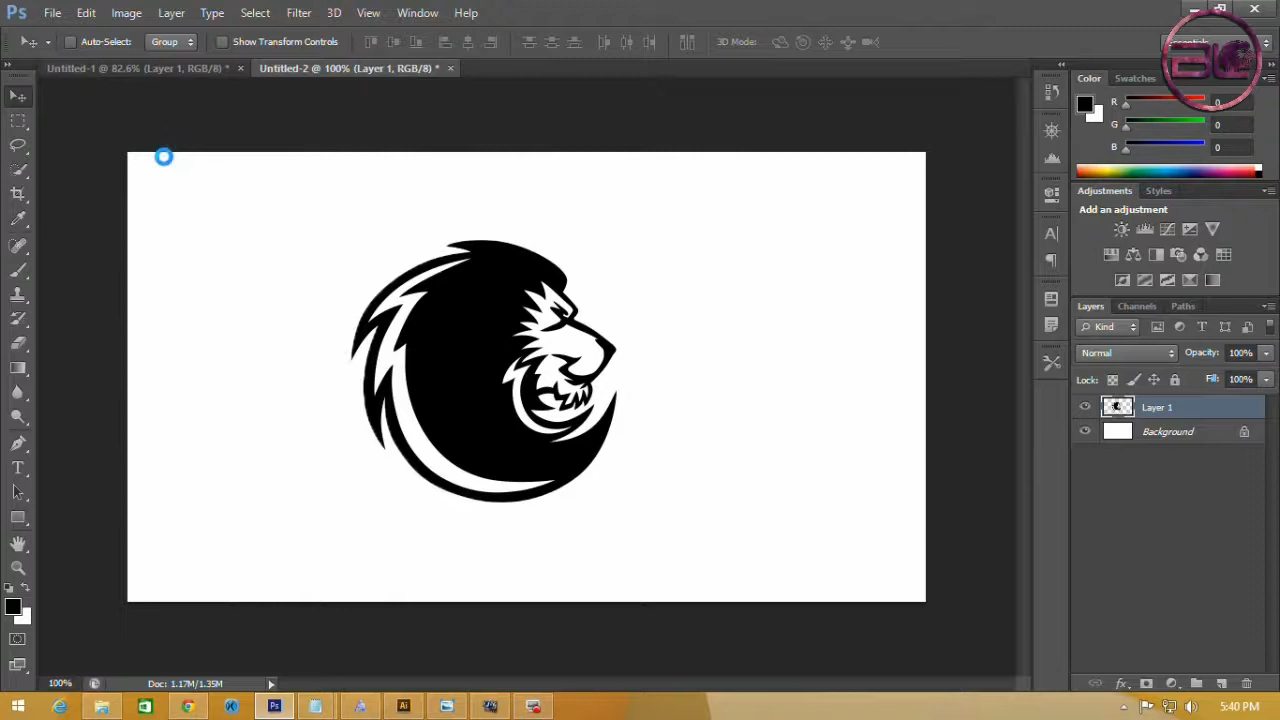 Ps File Edit Image Layer Type Select Filter 3D View Window Help
Auto-Select: Group Show Transform Controls 3D Mode:
Untitled-1 @ 82.6% (Layer 1, RGB/8) * × Untitled-2 @ 100% (Layer 1, RGB/8) * ×
Color Swatches
R 0
G 0
B 0
Adjustments Styles
Add an adjustment
Layers Channels Paths
Kind
Normal Opacity: 100%
Lock: Fill: 100%
Layer 1
Background
100% Doc: 1.17M/1.35M
5:40 PM